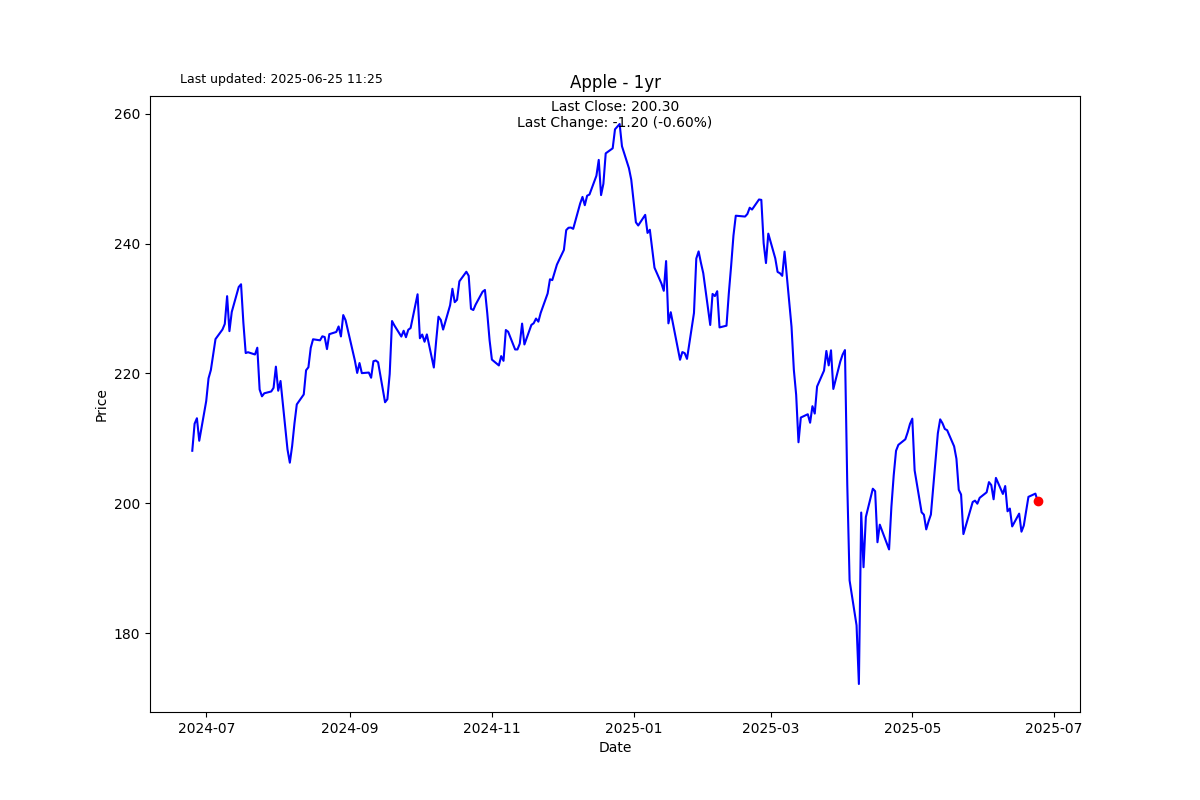 Last updated: 2025-06-25 11:25
Apple - 1yr
Last Close: 200.30
Last Change: -1.20 (-0.60%)
Price
260
240
220
200
180
2024-07
2024-09
2024-11
2025-01
2025-03
2025-05
2025-07
Date